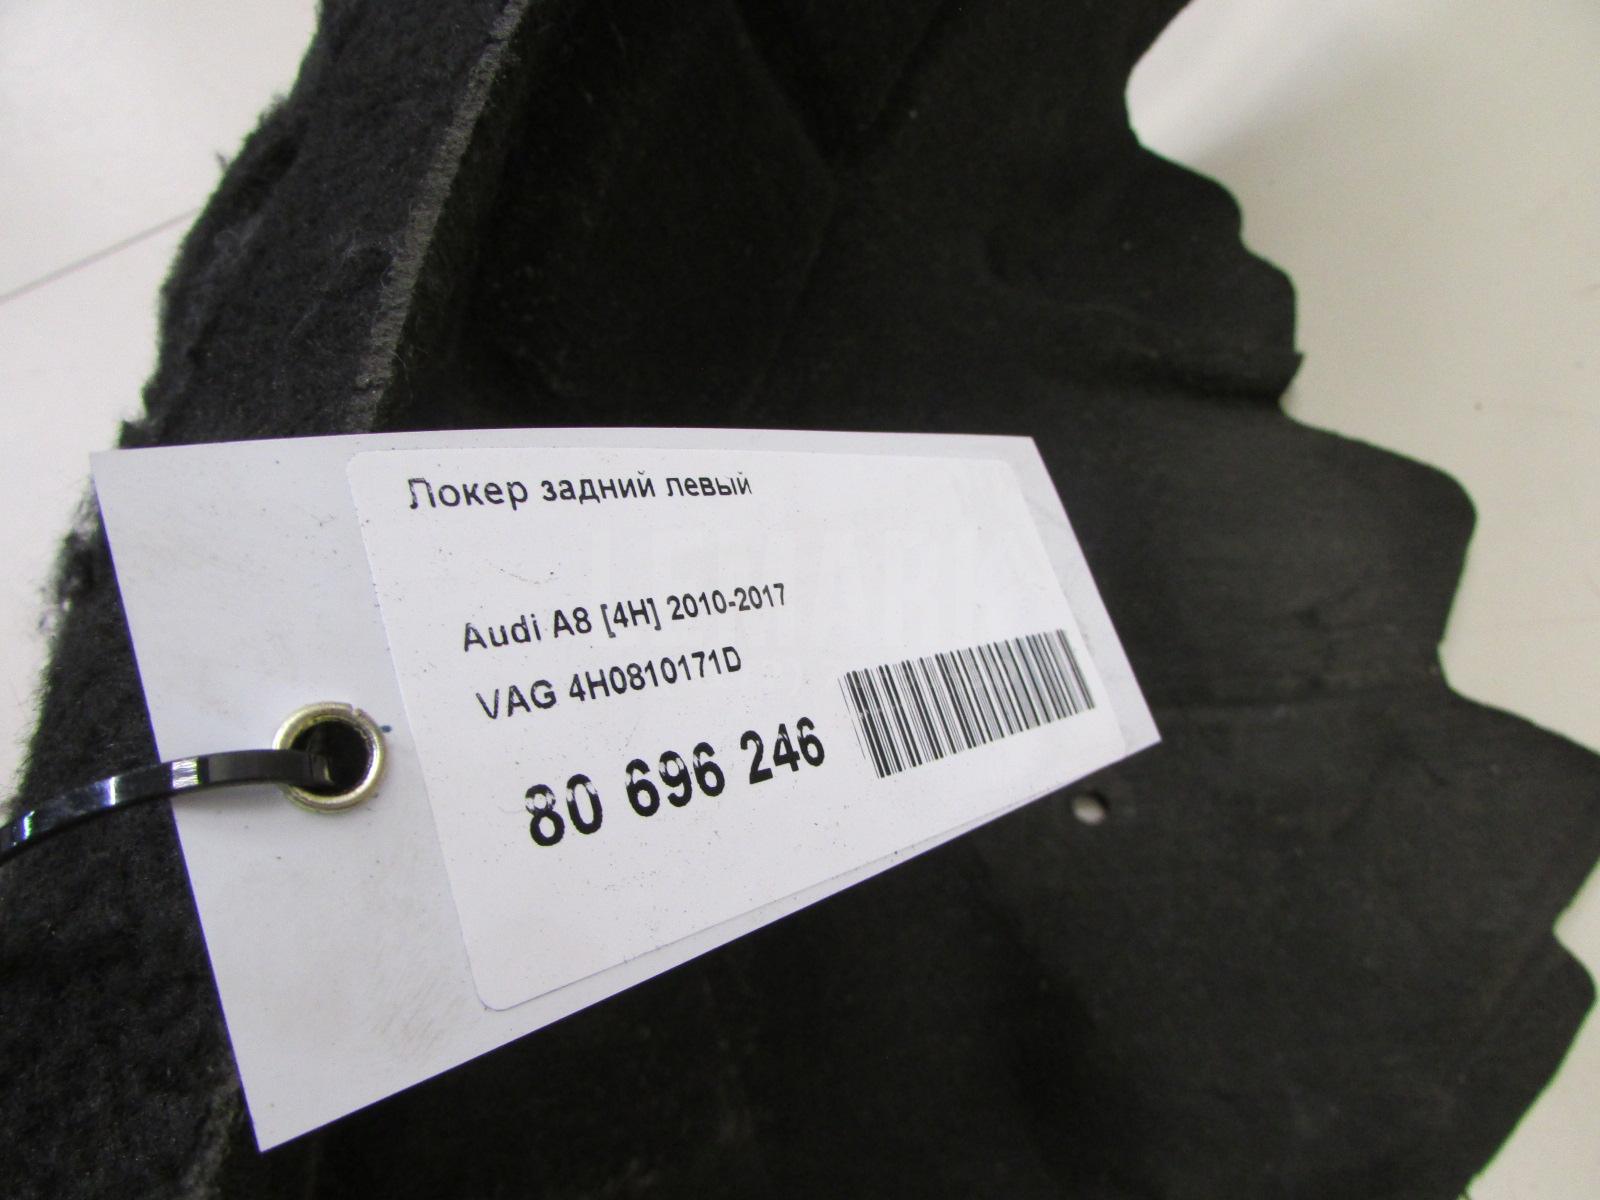 Локер задний левый
Audi A8 [4H] 2010-2017
VAG 4H0810171D
80 696 246